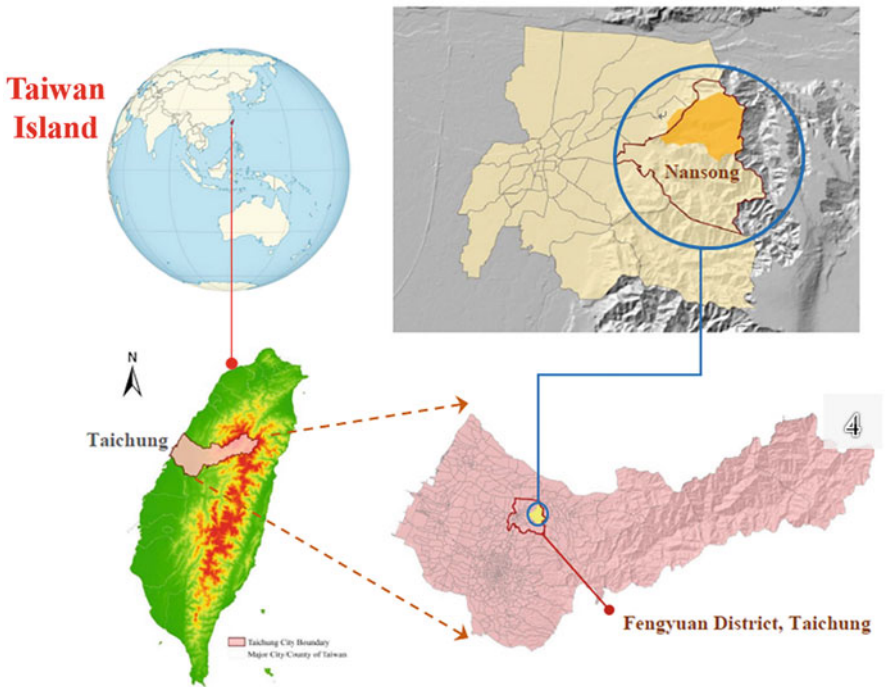 Taiwan
Island
Nansong
N
Taichung
4
Fengyuan District, Taichung
Taichung City Boundary
Major City/County of Taiwan